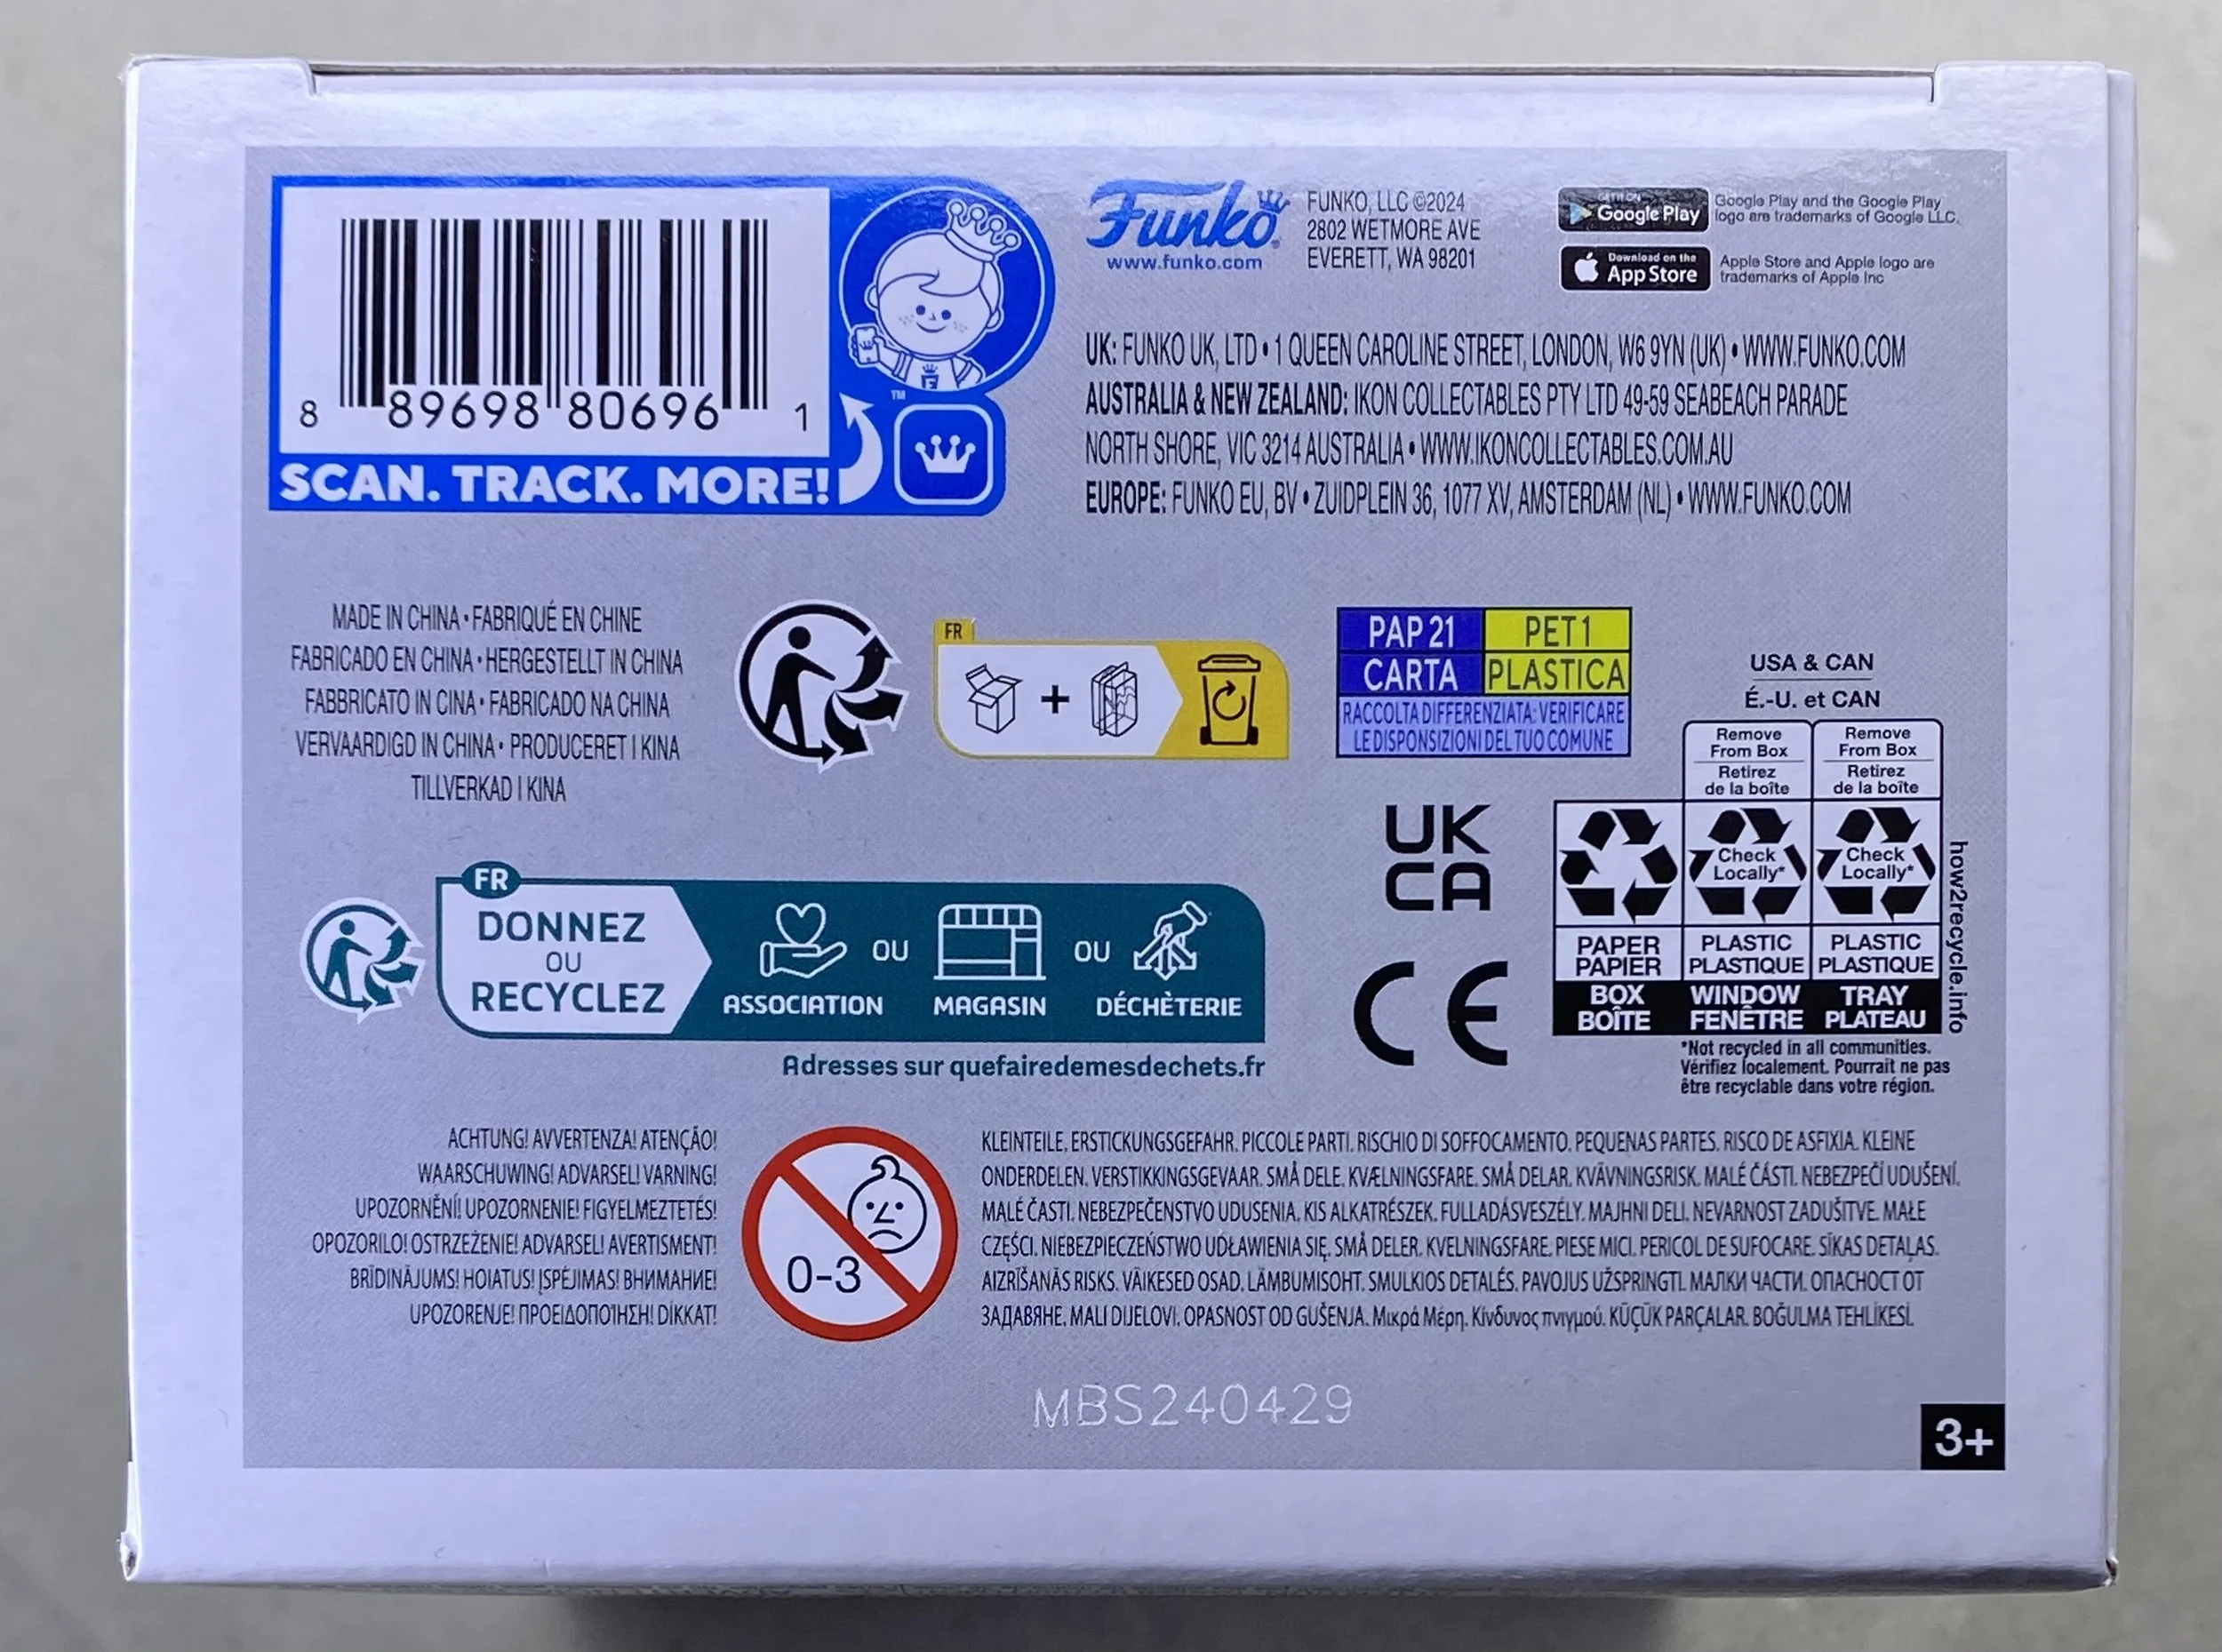 8 89698 80696 1
SCAN. TRACK. MORE!
™
Funko
www.funko.com
FUNKO, LLC ©2024
2802 WETMORE AVE
EVERETT, WA 98201
GET IT ON
Google Play
Google Play and the Google Play
logo are trademarks of Google LLC.
Download on the
App Store
Apple Store and Apple logo are
trademarks of Apple Inc
UK: FUNKO UK, LTD • 1 QUEEN CAROLINE STREET, LONDON, W6 9YN (UK) • WWW.FUNKO.COM
AUSTRALIA & NEW ZEALAND: IKON COLLECTABLES PTY LTD 49-59 SEABEACH PARADE
NORTH SHORE, VIC 3214 AUSTRALIA • WWW.IKONCOLLECTABLES.COM.AU
EUROPE: FUNKO EU, BV • ZUIDPLEIN 36, 1077 XV, AMSTERDAM (NL) • WWW.FUNKO.COM
MADE IN CHINA • FABRIQUÉ EN CHINE
FABRICADO EN CHINA • HERGESTELLT IN CHINA
FABBRICATO IN CINA • FABRICADO NA CHINA
VERVAARDIGD IN CHINA • PRODUCERET I KINA
TILLVERKAD I KINA
FR
+
PAP 21 PET 1
CARTA PLASTICA
RACCOLTA DIFFERENZIATA: VERIFICARE
LE DISPONSIZIONI DEL TUO COMUNE
USA & CAN
É.-U. et CAN
Remove
From Box
Retirez
de la boîte
Remove
From Box
Retirez
de la boîte
Check
Locally*
Check
Locally*
PAPER
PAPIER
PLASTIC
PLASTIQUE
PLASTIC
PLASTIQUE
BOX
BOÎTE
WINDOW
FENÊTRE
TRAY
PLATEAU
how2recycle.info
*Not recycled in all communities.
Vérifiez localement. Pourrait ne pas
être recyclable dans votre région.
UK
CA
CE
FR
DONNEZ
OU
RECYCLEZ
ASSOCIATION OU MAGASIN OU DÉCHÈTERIE
Adresses sur quefairedemesdechets.fr
ACHTUNG! AVVERTENZA! ATENÇÃO!
WAARSCHUWING! ADVARSEL! VARNING!
UPOZORNĚNÍ! UPOZORNENIE! FIGYELMEZTETÉS!
OPOZORILO! OSTRZEŻENIE! ADVARSEL! AVERTISMENT!
BRĪDINĀJUMS! HOIATUS! ĮSPĖJIMAS! ВНИМАНИЕ!
UPOZORENJE! ΠΡΟΕΙΔΟΠΟΊΗΣΗ! DİKKAT!
0-3
KLEINTEILE. ERSTICKUNGSGEFAHR. PICCOLE PARTI. RISCHIO DI SOFFOCAMENTO. PEQUENAS PARTES. RISCO DE ASFIXIA. KLEINE
ONDERDELEN. VERSTIKKINGSGEVAAR. SMÅ DELE. KVÆLNINGSFARE. SMÅ DELAR. KVÄVNINGSRISK. MALÉ ČÁSTI. NEBEZPEČÍ UDUŠENÍ.
MALÉ ČASTI. NEBEZPEČENSTVO UDUSENIA. KIS ALKATRÉSZEK. FULLADÁSVESZÉLY. MAJHNI DELI. NEVARNOST ZADUŠITVE. MAŁE
CZĘŚCI. NIEBEZPIECZEŃSTWO UDŁAWIENIA SIĘ. SMÅ DELER. KVELNINGSFARE. PIESE MICI. PERICOL DE SUFOCARE. SĪKAS DETAĻAS.
AIZRĪŠANĀS RISKS. VÄIKESED OSAD. LÄMBUMISOHT. SMULKIOS DETALĖS. PAVOJUS UŽSPRINGTI. МАЛКИ ЧАСТИ. ОПАСНОСТ ОТ
ЗАДАВЯНЕ. MALI DIJELOVI. OPASNOST OD GUŠENJA. Μικρά Μέρη. Κίνδυνος πνιγμού. KÜÇÜK PARÇALAR. BOĞULMA TEHLİKESİ.
MBS240429
3+